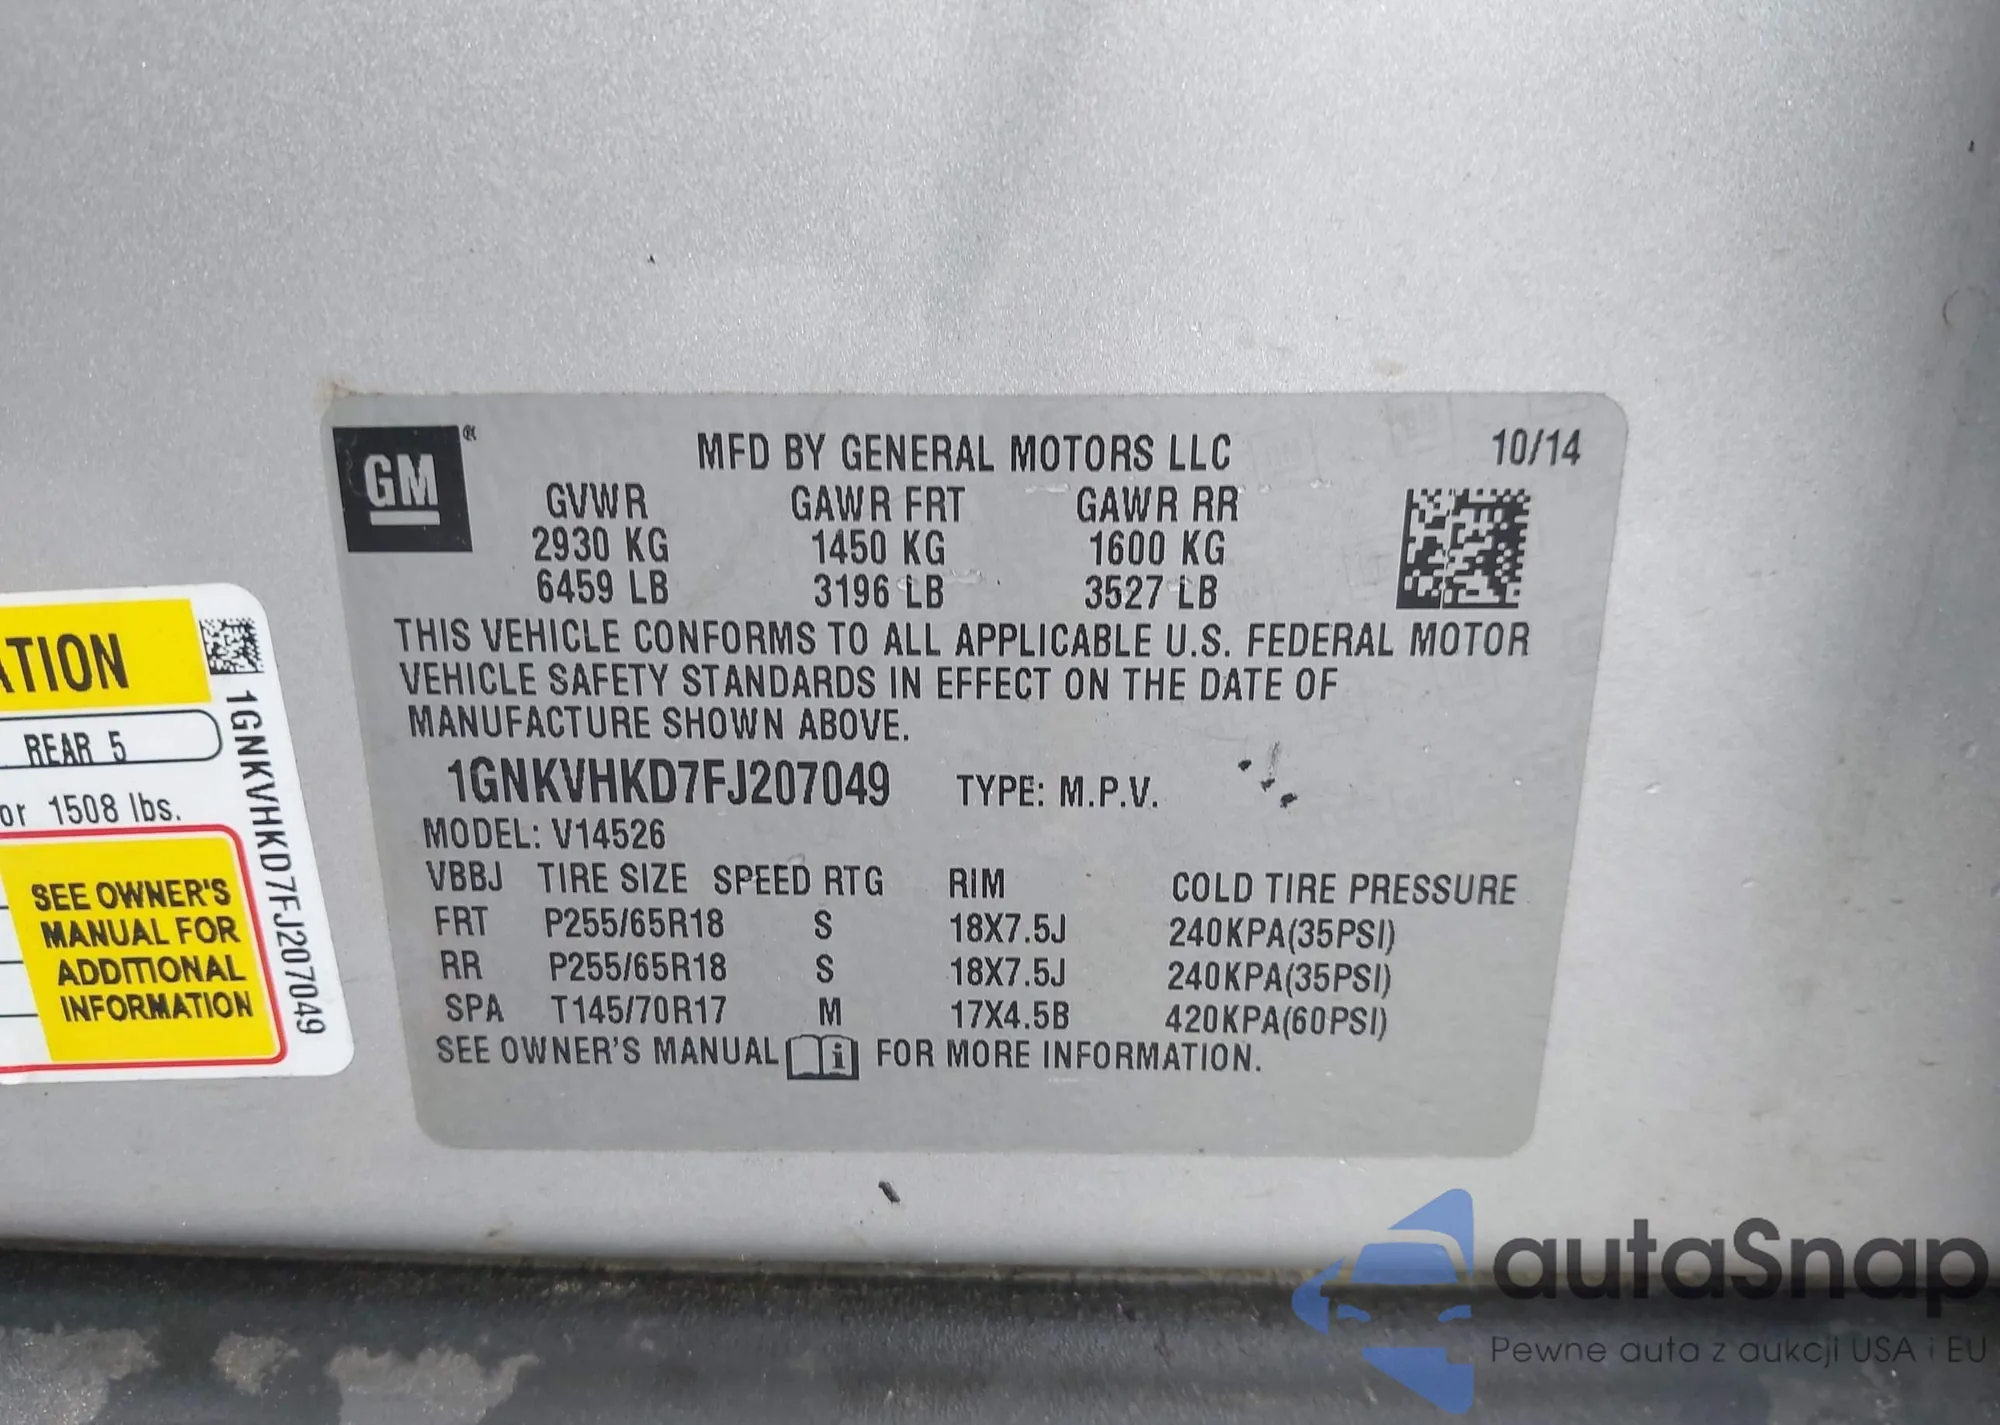 GM®
MFD BY GENERAL MOTORS LLC 10/14
GVWR GAWR FRT GAWR RR
2930 KG 1450 KG 1600 KG
6459 LB 3196 LB 3527 LB
THIS VEHICLE CONFORMS TO ALL APPLICABLE U.S. FEDERAL MOTOR
VEHICLE SAFETY STANDARDS IN EFFECT ON THE DATE OF
MANUFACTURE SHOWN ABOVE.
1GNKVHKD7FJ207049 TYPE: M.P.V.
MODEL: V14526
VBBJ TIRE SIZE SPEED RTG RIM COLD TIRE PRESSURE
FRT P255/65R18 S 18X7.5J 240KPA(35PSI)
RR P255/65R18 S 18X7.5J 240KPA(35PSI)
SPA T145/70R17 M 17X4.5B 420KPA(60PSI)
SEE OWNER'S MANUAL i FOR MORE INFORMATION.
ATION
REAR 5
or 1508 lbs.
SEE OWNER'S
MANUAL FOR
ADDITIONAL
INFORMATION
1GNKVHKD7FJ207049
autoSnap
Pewne auta z aukcji USA i EU